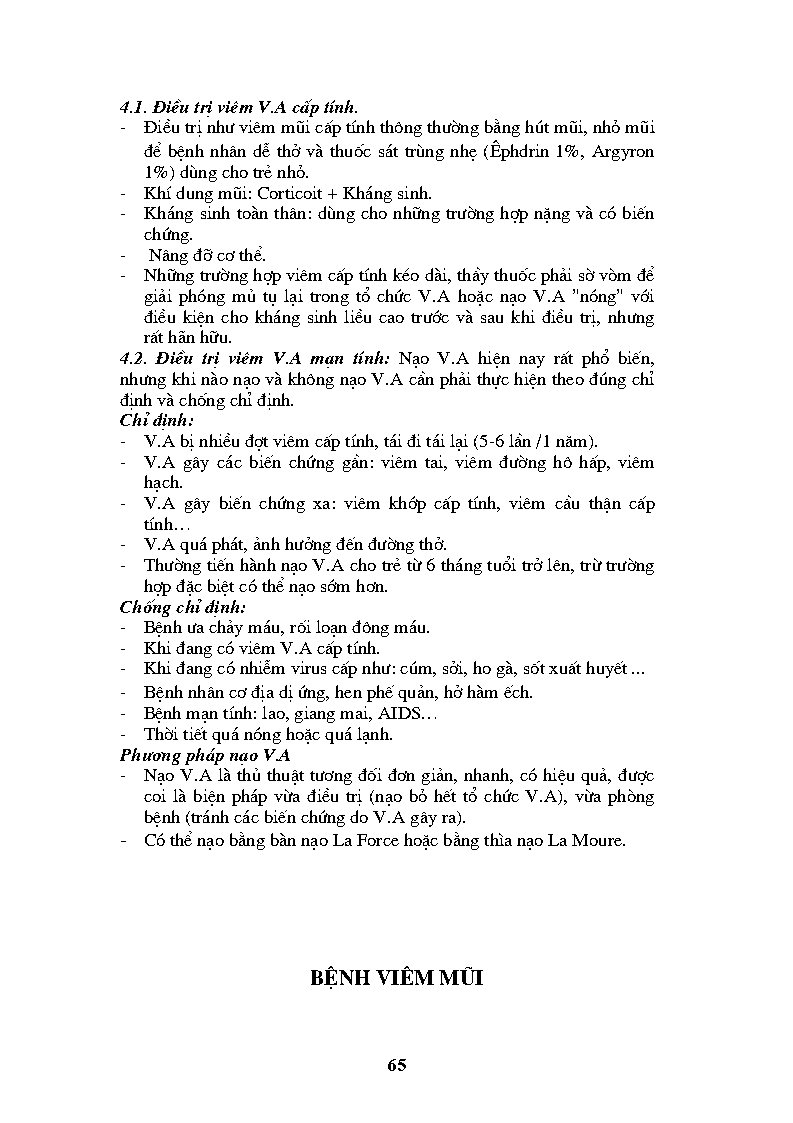 4.1. Điều trị viêm V.A cấp tính.
- Điều trị như viêm mũi cấp tính thông thường bằng hút mũi, nhỏ mũi
để bệnh nhân dễ thở và thuốc sát trùng nhẹ (Êphdrin 1%, Argyron
1%) dùng cho trẻ nhỏ.
- Khí dung mũi: Corticoit + Kháng sinh.
- Kháng sinh toàn thân: dùng cho những trường hợp nặng và có biến
chứng.
- Nâng đỡ cơ thể.
- Những trường hợp viêm cấp tính kéo dài, thầy thuốc phải sờ vòm để
giải phóng mủ tụ lại trong tổ chức V.A hoặc nạo V.A "nóng" với
điều kiện cho kháng sinh liều cao trước và sau khi điều trị, nhưng
rất hãn hữu.
4.2. Điều trị viêm V.A mạn tính: Nạo V.A hiện nay rất phổ biến,
nhưng khi nào nạo và không nạo V.A cần phải thực hiện theo đúng chỉ
định và chống chỉ định.
Chỉ định:
- V.A bị nhiều đợt viêm cấp tính, tái đi tái lại (5-6 lần /1 năm).
- V.A gây các biến chứng gần: viêm tai, viêm đường hô hấp, viêm
hạch.
- V.A gây biến chứng xa: viêm khớp cấp tính, viêm cầu thận cấp
tính…
- V.A quá phát, ảnh hưởng đến đường thở.
- Thường tiến hành nạo V.A cho trẻ từ 6 tháng tuổi trở lên, trừ trường
hợp đặc biệt có thể nạo sớm hơn.
Chống chỉ định:
- Bệnh ưa chảy máu, rối loạn đông máu.
- Khi đang có viêm V.A cấp tính.
- Khi đang có nhiễm virus cấp như: cúm, sởi, ho gà, sốt xuất huyết ...
- Bệnh nhân cơ địa dị ứng, hen phế quản, hở hàm ếch.
- Bệnh mạn tính: lao, giang mai, AIDS…
- Thời tiết quá nóng hoặc quá lạnh.
Phương pháp nạo V.A
- Nạo V.A là thủ thuật tương đối đơn giản, nhanh, có hiệu quả, được
coi là biện pháp vừa điều trị (nạo bỏ hết tổ chức V.A), vừa phòng
bệnh (tránh các biến chứng do V.A gây ra).
- Có thể nạo bằng bàn nạo La Force hoặc bằng thìa nạo La Moure.
BỆNH VIÊM MŨI
65